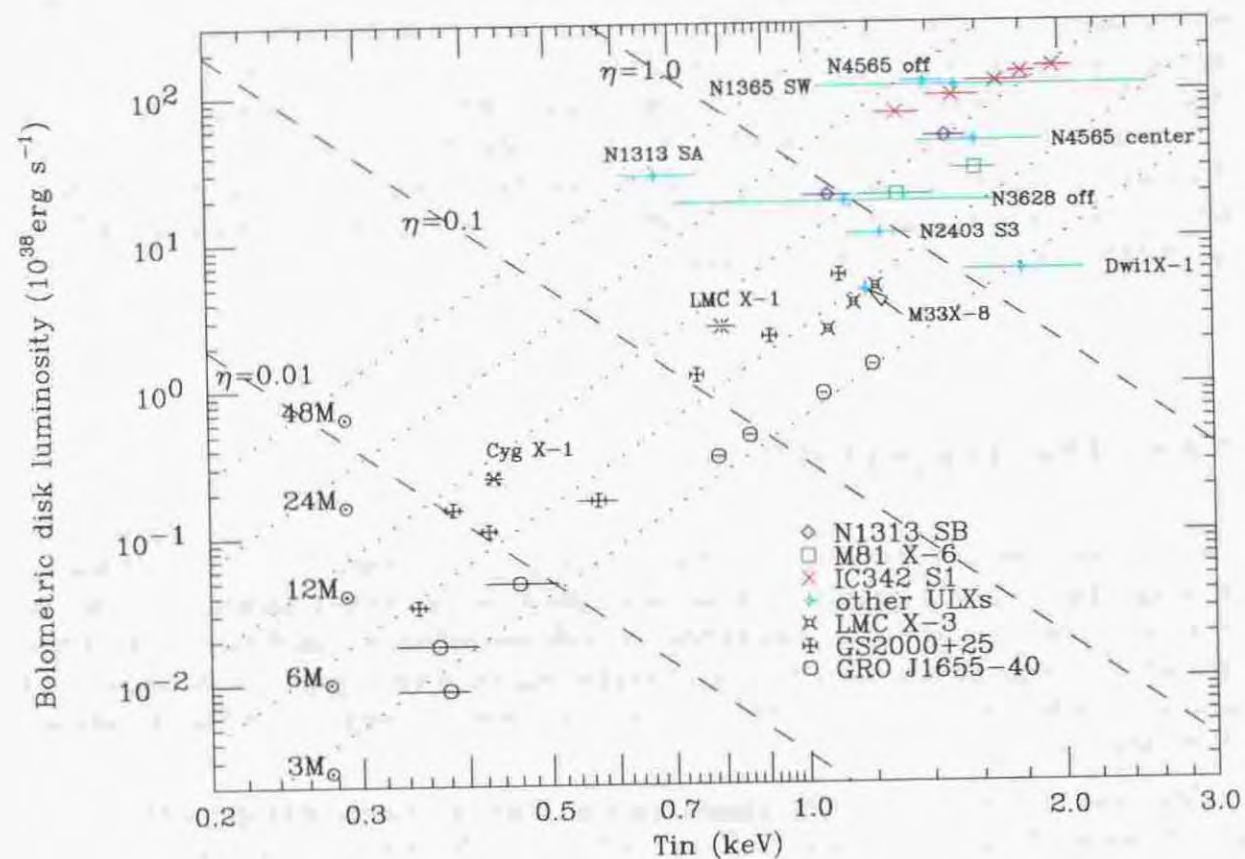 η=1.0
N4565 off
N1365 SW
N4565 center
N1313 SA
N3628 off
η=0.1
N2403 S3
Dwi1X-1
LMC X-1
M33X-8
η=0.01
48M⊙
Cyg X-1
24M⊙
12M⊙
6M⊙
3M⊙
N1313 SB
M81 X-6
IC342 S1
other ULXs
LMC X-3
GS2000+25
GRO J1655-40
10²
10¹
10⁰
10⁻¹
10⁻²
Bolometric disk luminosity (10³⁸erg s⁻¹)
0.2 0.5 0.7 1.0 2.0 3.0
Tin (keV)